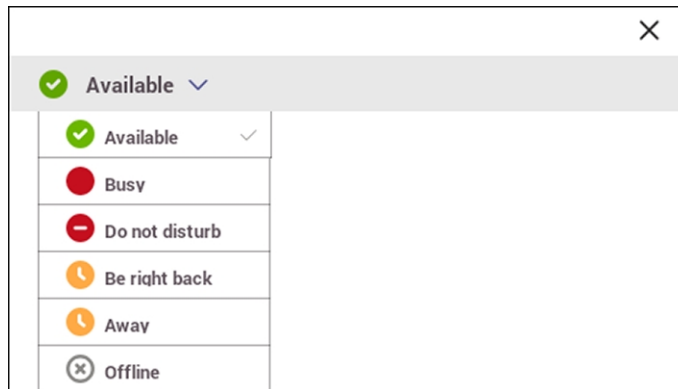 Available
Available
Busy
Do not disturb
Be right back
Away
Offline